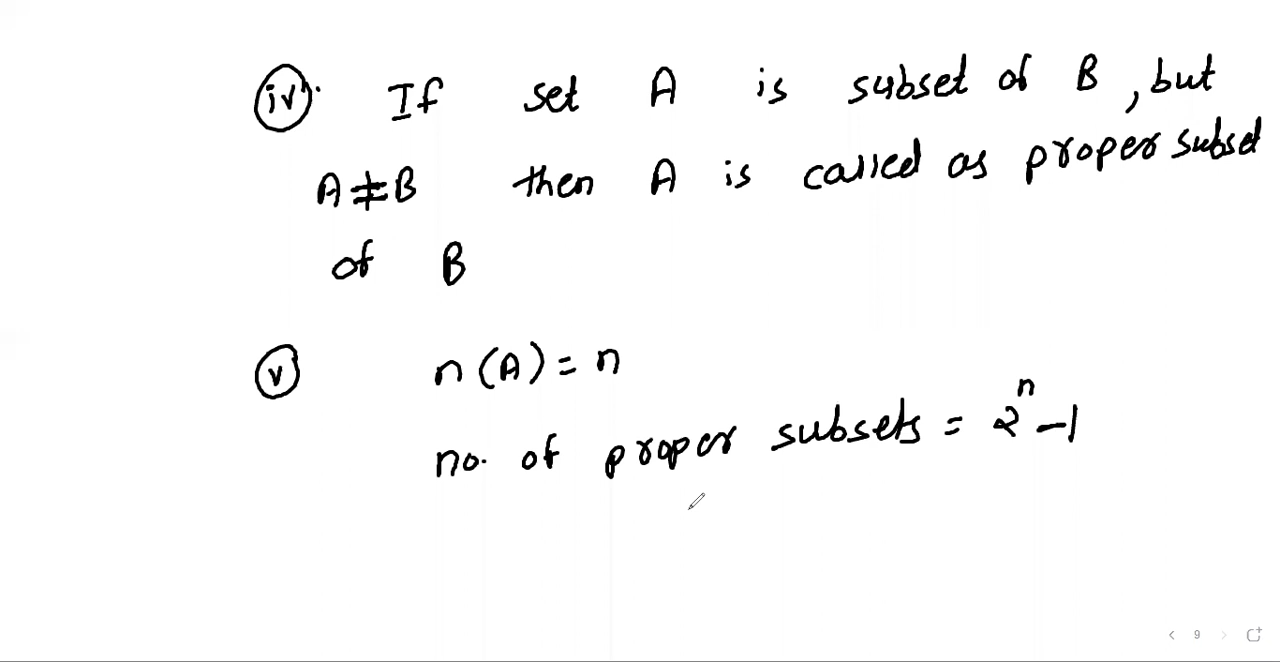 iv. If set A is subset of B, but
A≠B then A is called as proper subset
of B
v n(A) = n
no. of proper subsets = 2ⁿ-1
9